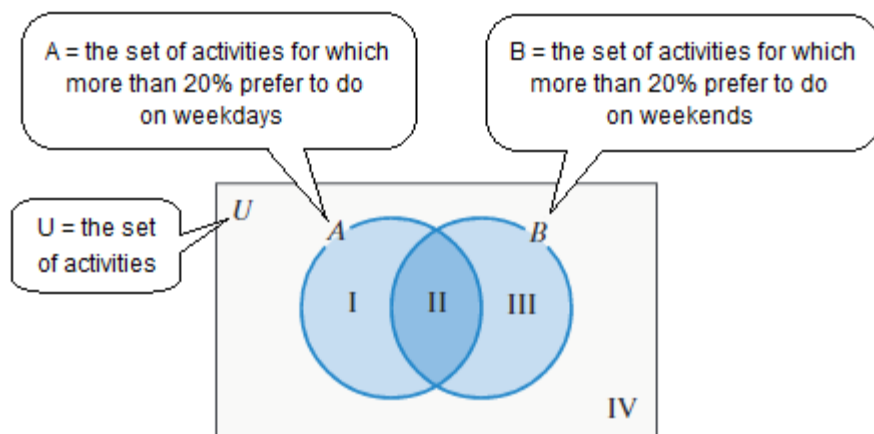 A = the set of activities for which
more than 20% prefer to do
on weekdays
B = the set of activities for which
more than 20% prefer to do
on weekends
U = the set
of activities
U
A
B
I
II
III
IV